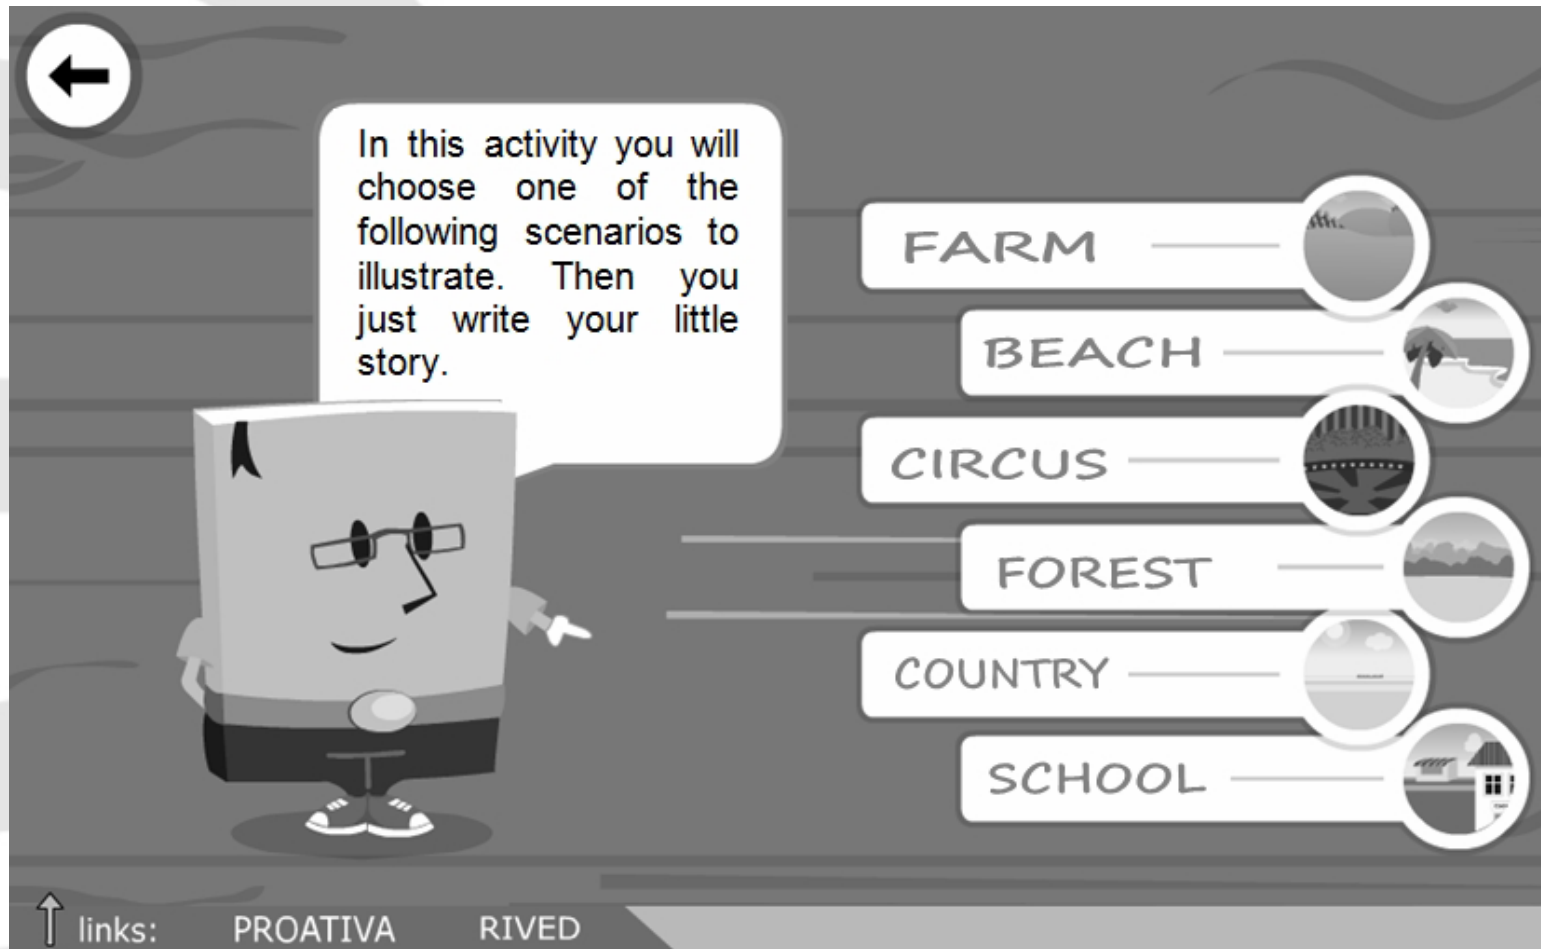 In this activity you will
choose one of the
following scenarios to
illustrate. Then you
just write your little
story.
FARM
BEACH
CIRCUS
FOREST
COUNTRY
SCHOOL
links: PROATIVA RIVED